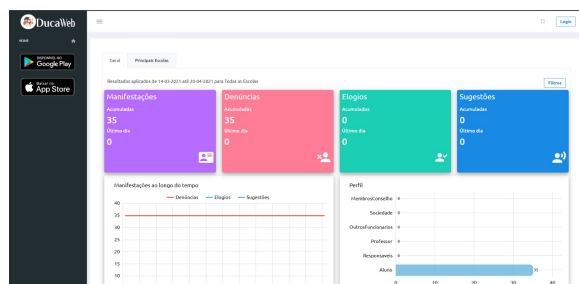 DucaWeb
Login
HOME
DISPONÍVEL NO
Google Play
Baixar na
App Store
Geral
Principais Escolas
Resultados aplicados de 14-03-2021 até 20-04-2021 para Todas as Escolas
Filtros
Manifestações
Acumuladas
35
Último dia
0
Denúncias
Acumuladas
35
Último dia
0
Elogios
Acumulados
0
Último dia
0
Sugestões
Acumuladas
0
Último dia
0
Manifestações ao longo do tempo
Denúncias
Elogios
Sugestões
40
35
30
25
20
15
10
Perfil
MembrosConselho 0
Sociedade 0
OutrosFuncionarios 0
Professor 0
Responsaveis 0
Aluno 35
0 10 20 30 40